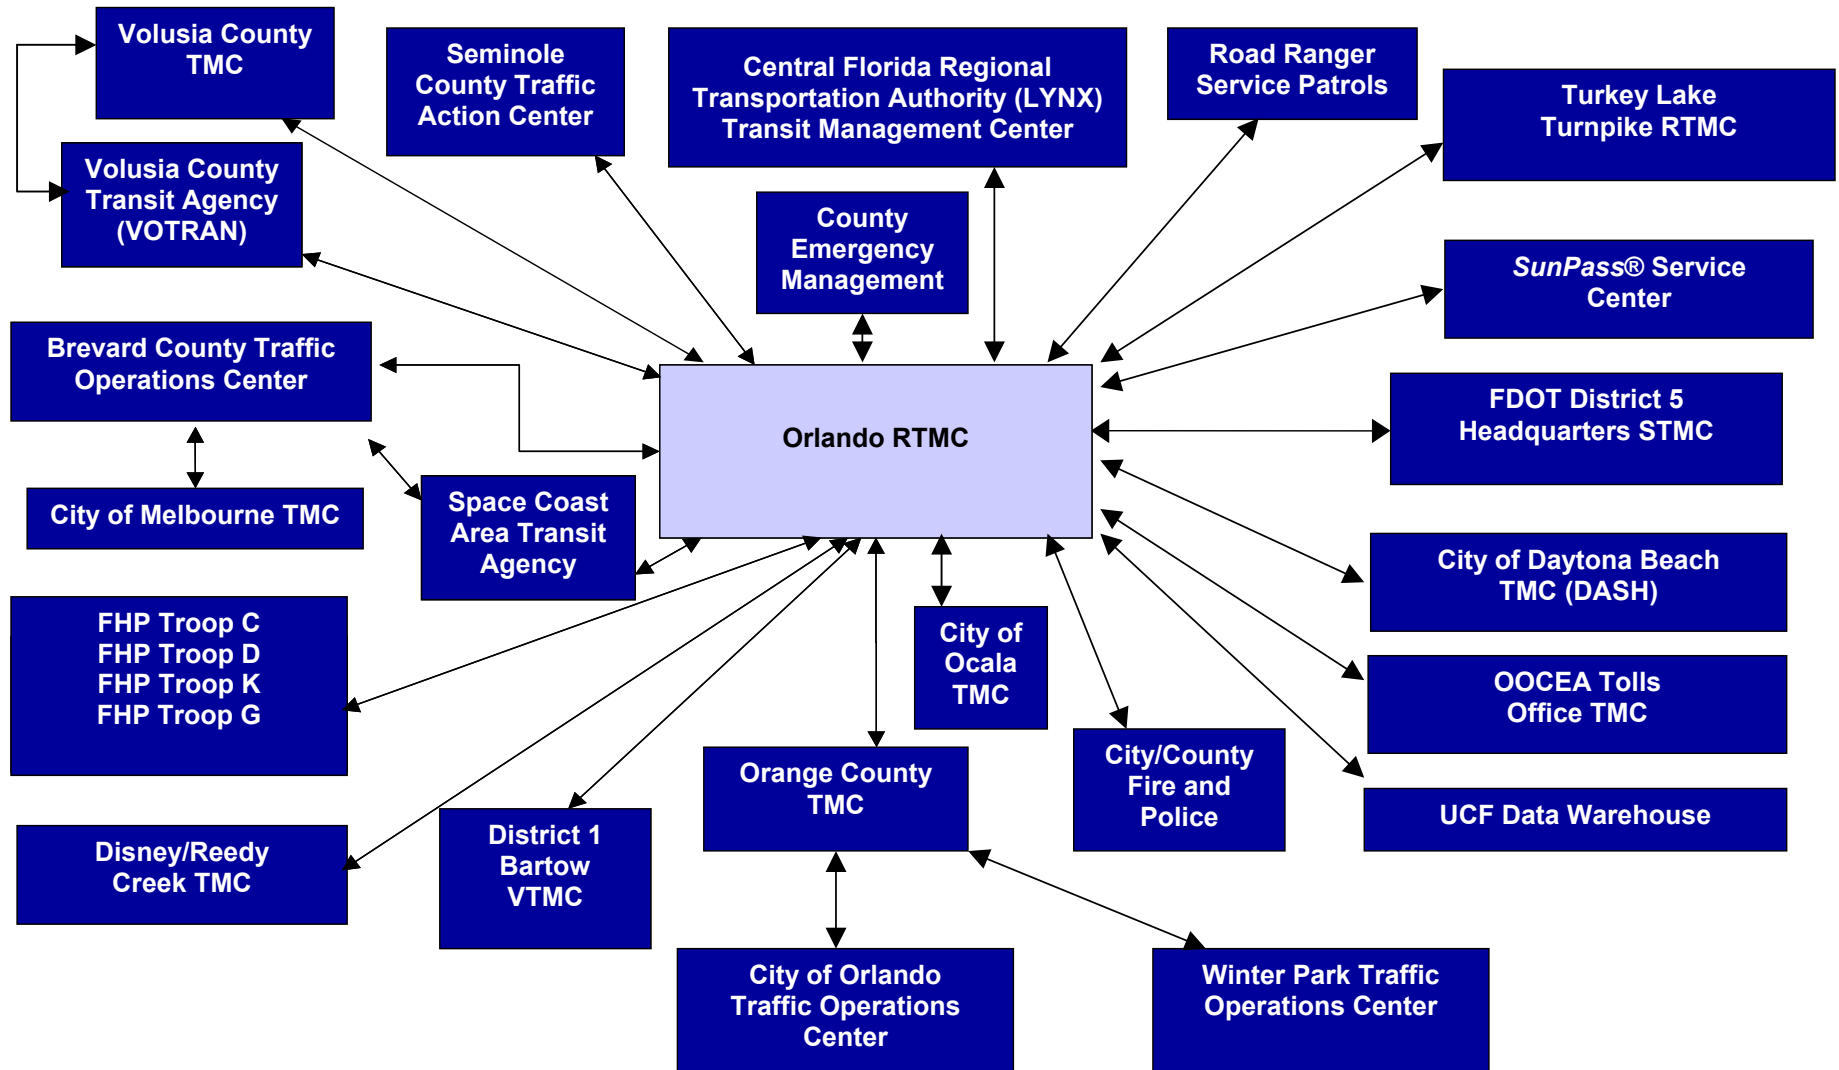 Volusia County
TMC
Seminole
County Traffic
Action Center
Central Florida Regional
Transportation Authority (LYNX)
Transit Management Center
Road Ranger
Service Patrols
Turkey Lake
Turnpike RTMC
Volusia County
Transit Agency
(VOTRAN)
County
Emergency
Management
SunPass® Service
Center
Brevard County Traffic
Operations Center
Orlando RTMC
FDOT District 5
Headquarters STMC
City of Melbourne TMC
Space Coast
Area Transit
Agency
City of Daytona Beach
TMC (DASH)
FHP Troop C
FHP Troop D
FHP Troop K
FHP Troop G
City of
Ocala
TMC
OOCEA Tolls
Office TMC
Orange County
TMC
City/County
Fire and
Police
UCF Data Warehouse
Disney/Reedy
Creek TMC
District 1
Bartow
VTMC
City of Orlando
Traffic Operations
Center
Winter Park Traffic
Operations Center